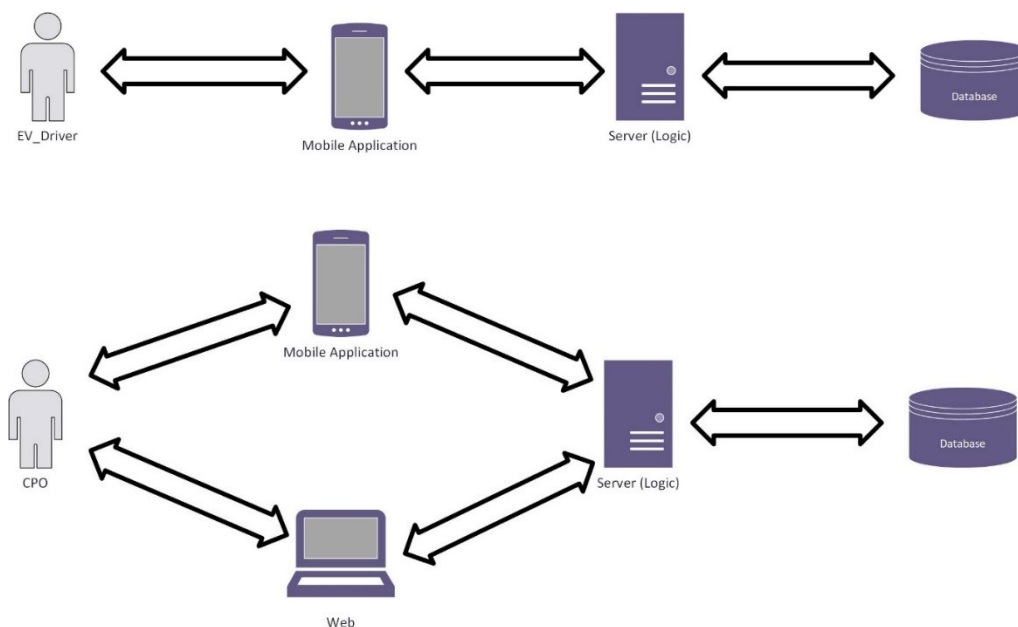 EV_Driver
Mobile Application
Server (Logic)
Database
Mobile Application
CPO
Server (Logic)
Database
Web